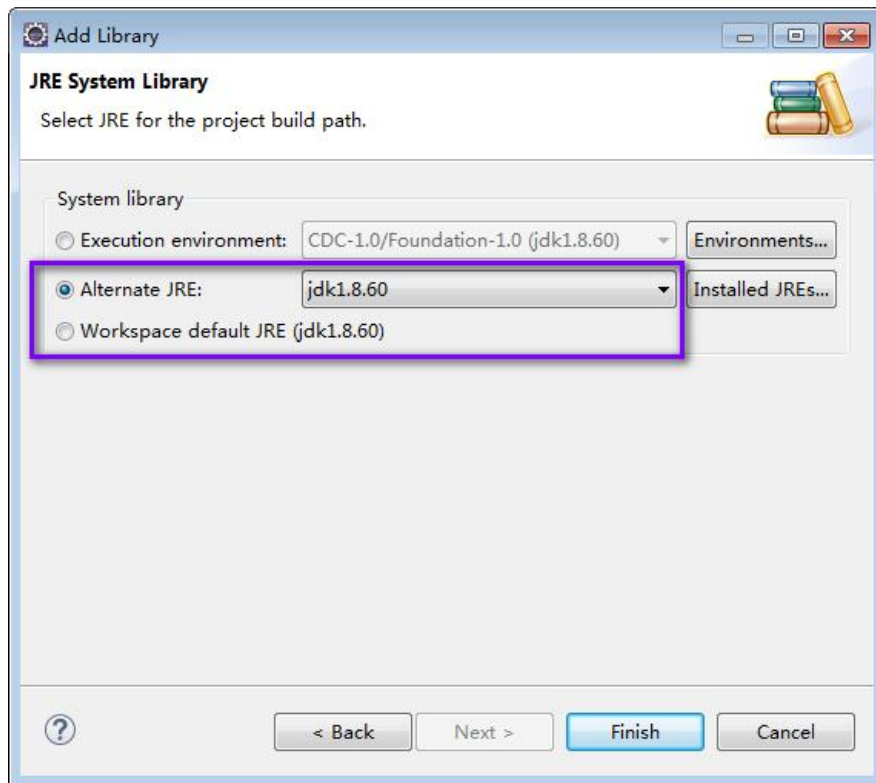 Add Library
JRE System Library
Select JRE for the project build path.
System library
Execution environment: CDC-1.0/Foundation-1.0 (jdk1.8.60) Environments...
Alternate JRE: jdk1.8.60 Installed JREs...
Workspace default JRE (jdk1.8.60)
? < Back Next > Finish Cancel